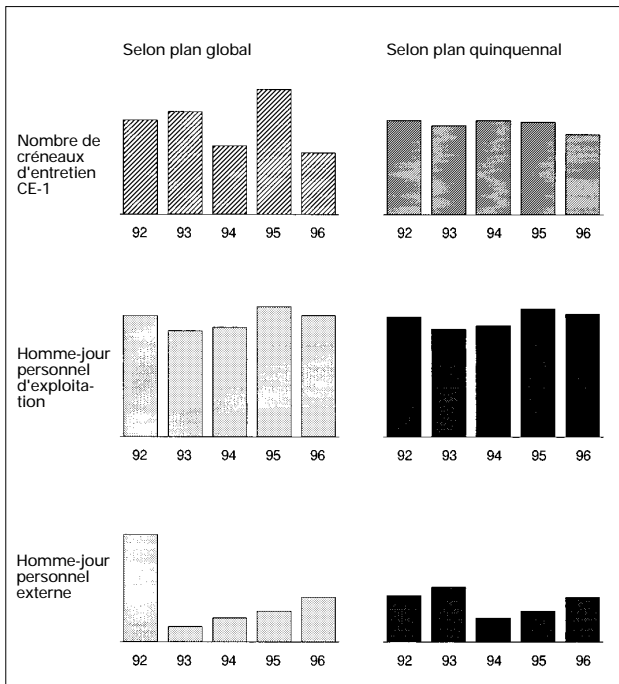 Selon plan global
Selon plan quinquennal
Nombre de
créneaux
d'entretien
CE-1
92 93 94 95 96
92 93 94 95 96
Homme-jour
personnel
d'exploita-
tion
92 93 94 95 96
92 93 94 95 96
Homme-jour
personnel
externe
92 93 94 95 96
92 93 94 95 96